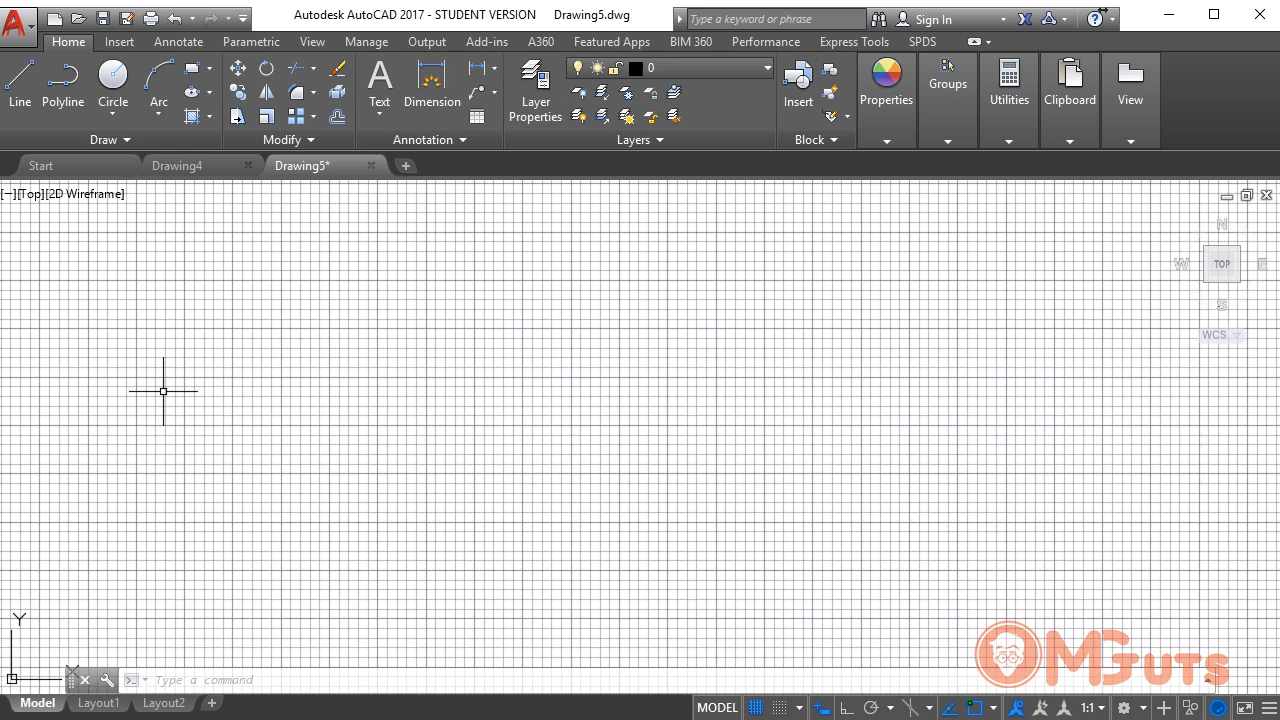 Autodesk AutoCAD 2017 - STUDENT VERSION Drawing5.dwg
Type a keyword or phrase
Sign In
Home Insert Annotate Parametric View Manage Output Add-ins A360 Featured Apps BIM 360 Performance Express Tools SPDS
0
Line Polyline Circle Arc
Text Dimension
Layer
Properties
Insert
Properties
Groups
Utilities
Clipboard
View
Draw
Modify
Annotation
Layers
Block
Start Drawing4 Drawing5*
[−][Top][2D Wireframe]
N
W TOP E
S
WCS
Y
X
OMGuts
Type a command
Model Layout1 Layout2
MODEL 1:1